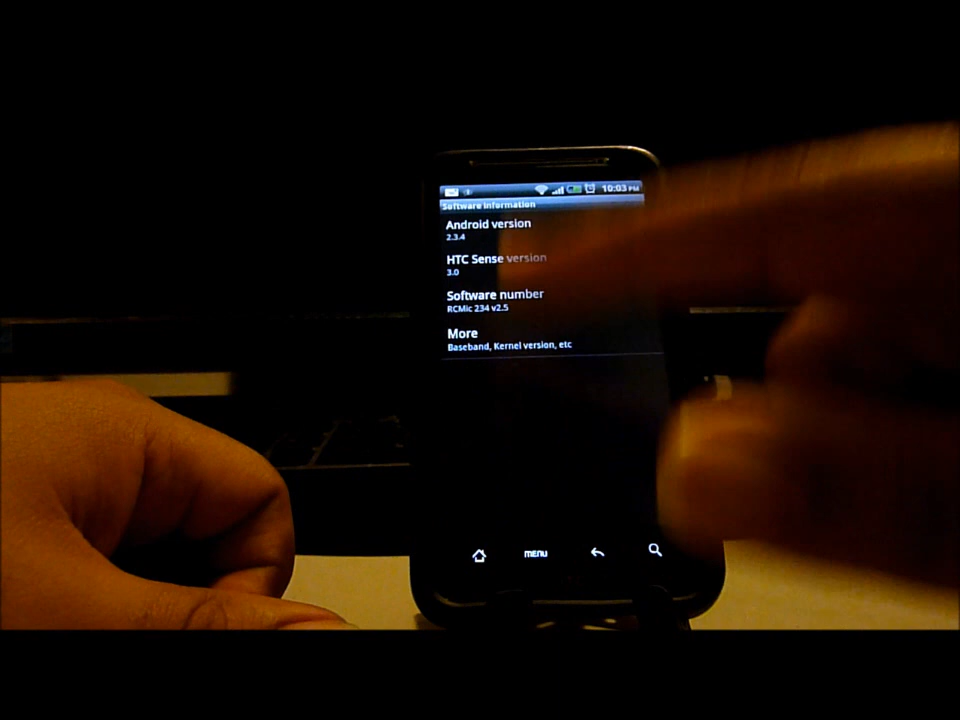 10:03 PM
Software information
Android version
2.3.4
HTC Sense version
3.0
Software number
RCMic 234 v2.5
More
Baseband, Kernel version, etc
MENU